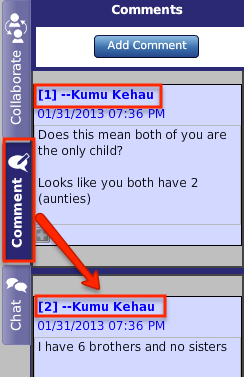 Comments
Add Comment
Collaborate
Comment
Chat
[1] --Kumu Kehau
01/31/2013 07:36 PM
Does this mean both of you are
the only child?
Looks like you both have 2
(aunties)
[2] --Kumu Kehau
01/31/2013 07:36 PM
I have 6 brothers and no sisters